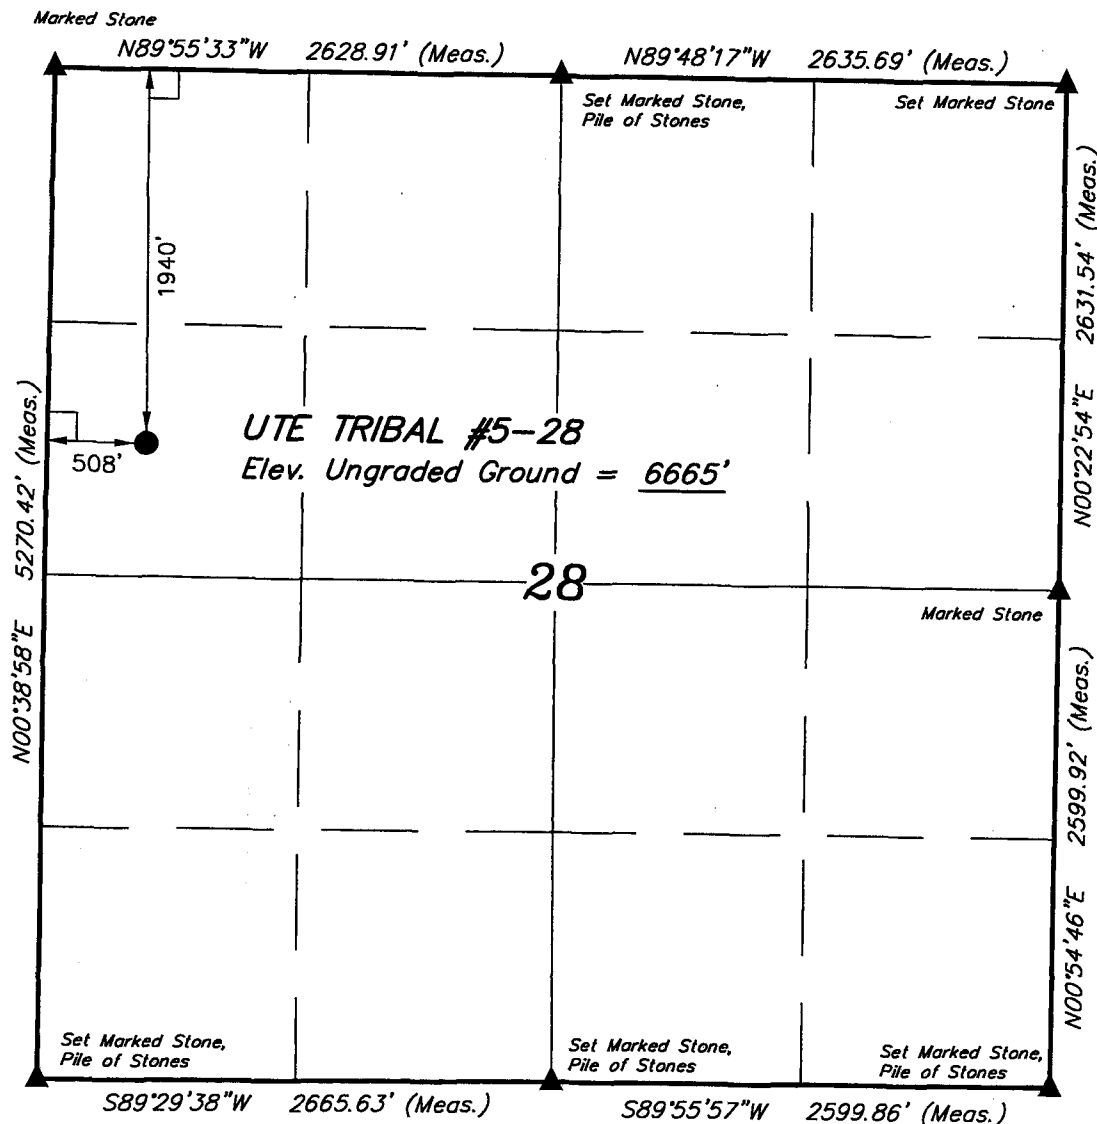 Marked Stone
N89°55'33"W 2628.91' (Meas.)
N89°48'17"W 2635.69' (Meas.)
Set Marked Stone,
Pile of Stones
Set Marked Stone
1940'
N00°22'54"E 2631.54' (Meas.)
508'
UTE TRIBAL #5-28
Elev. Ungraded Ground = 6665'
N00°38'58"E 5270.42' (Meas.)
28
Marked Stone
N00°54'46"E 2599.92' (Meas.)
Set Marked Stone,
Pile of Stones
Set Marked Stone,
Pile of Stones
Set Marked Stone,
Pile of Stones
S89°29'38"W 2665.63' (Meas.)
S89°55'57"W 2599.86' (Meas.)